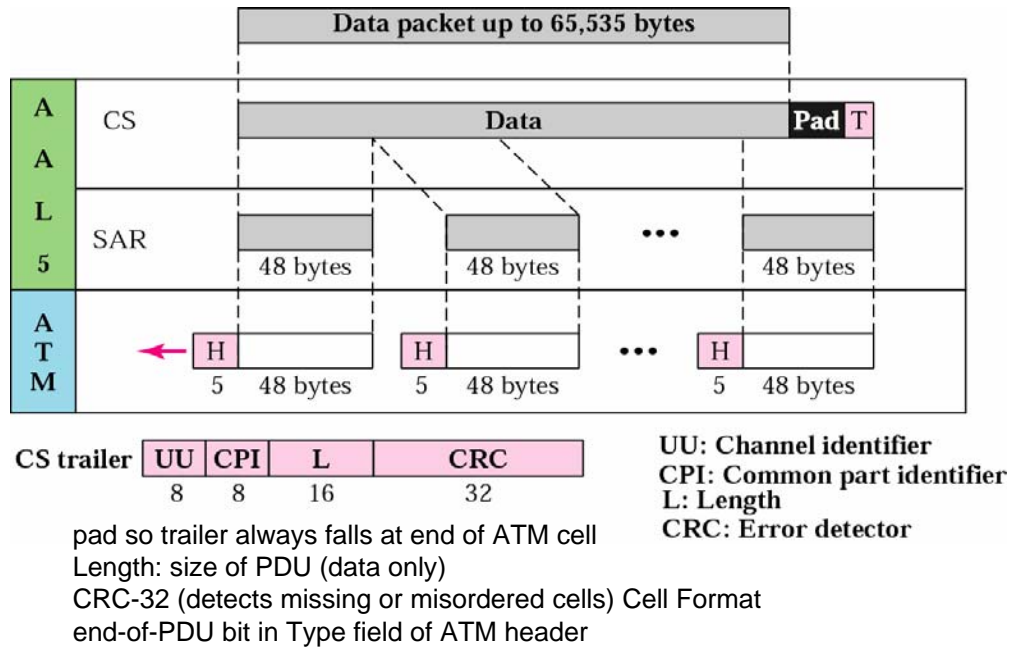 Data packet up to 65,535 bytes
A
A
L
5
CS
Data
Pad
T
SAR
48 bytes
48 bytes
48 bytes
A
T
M
H
H
H
5
48 bytes
5
48 bytes
5
48 bytes
CS trailer
UU
CPI
L
CRC
8
8
16
32
UU: Channel identifier
CPI: Common part identifier
L: Length
CRC: Error detector
pad so trailer always falls at end of ATM cell
Length: size of PDU (data only)
CRC-32 (detects missing or misordered cells) Cell Format
end-of-PDU bit in Type field of ATM header